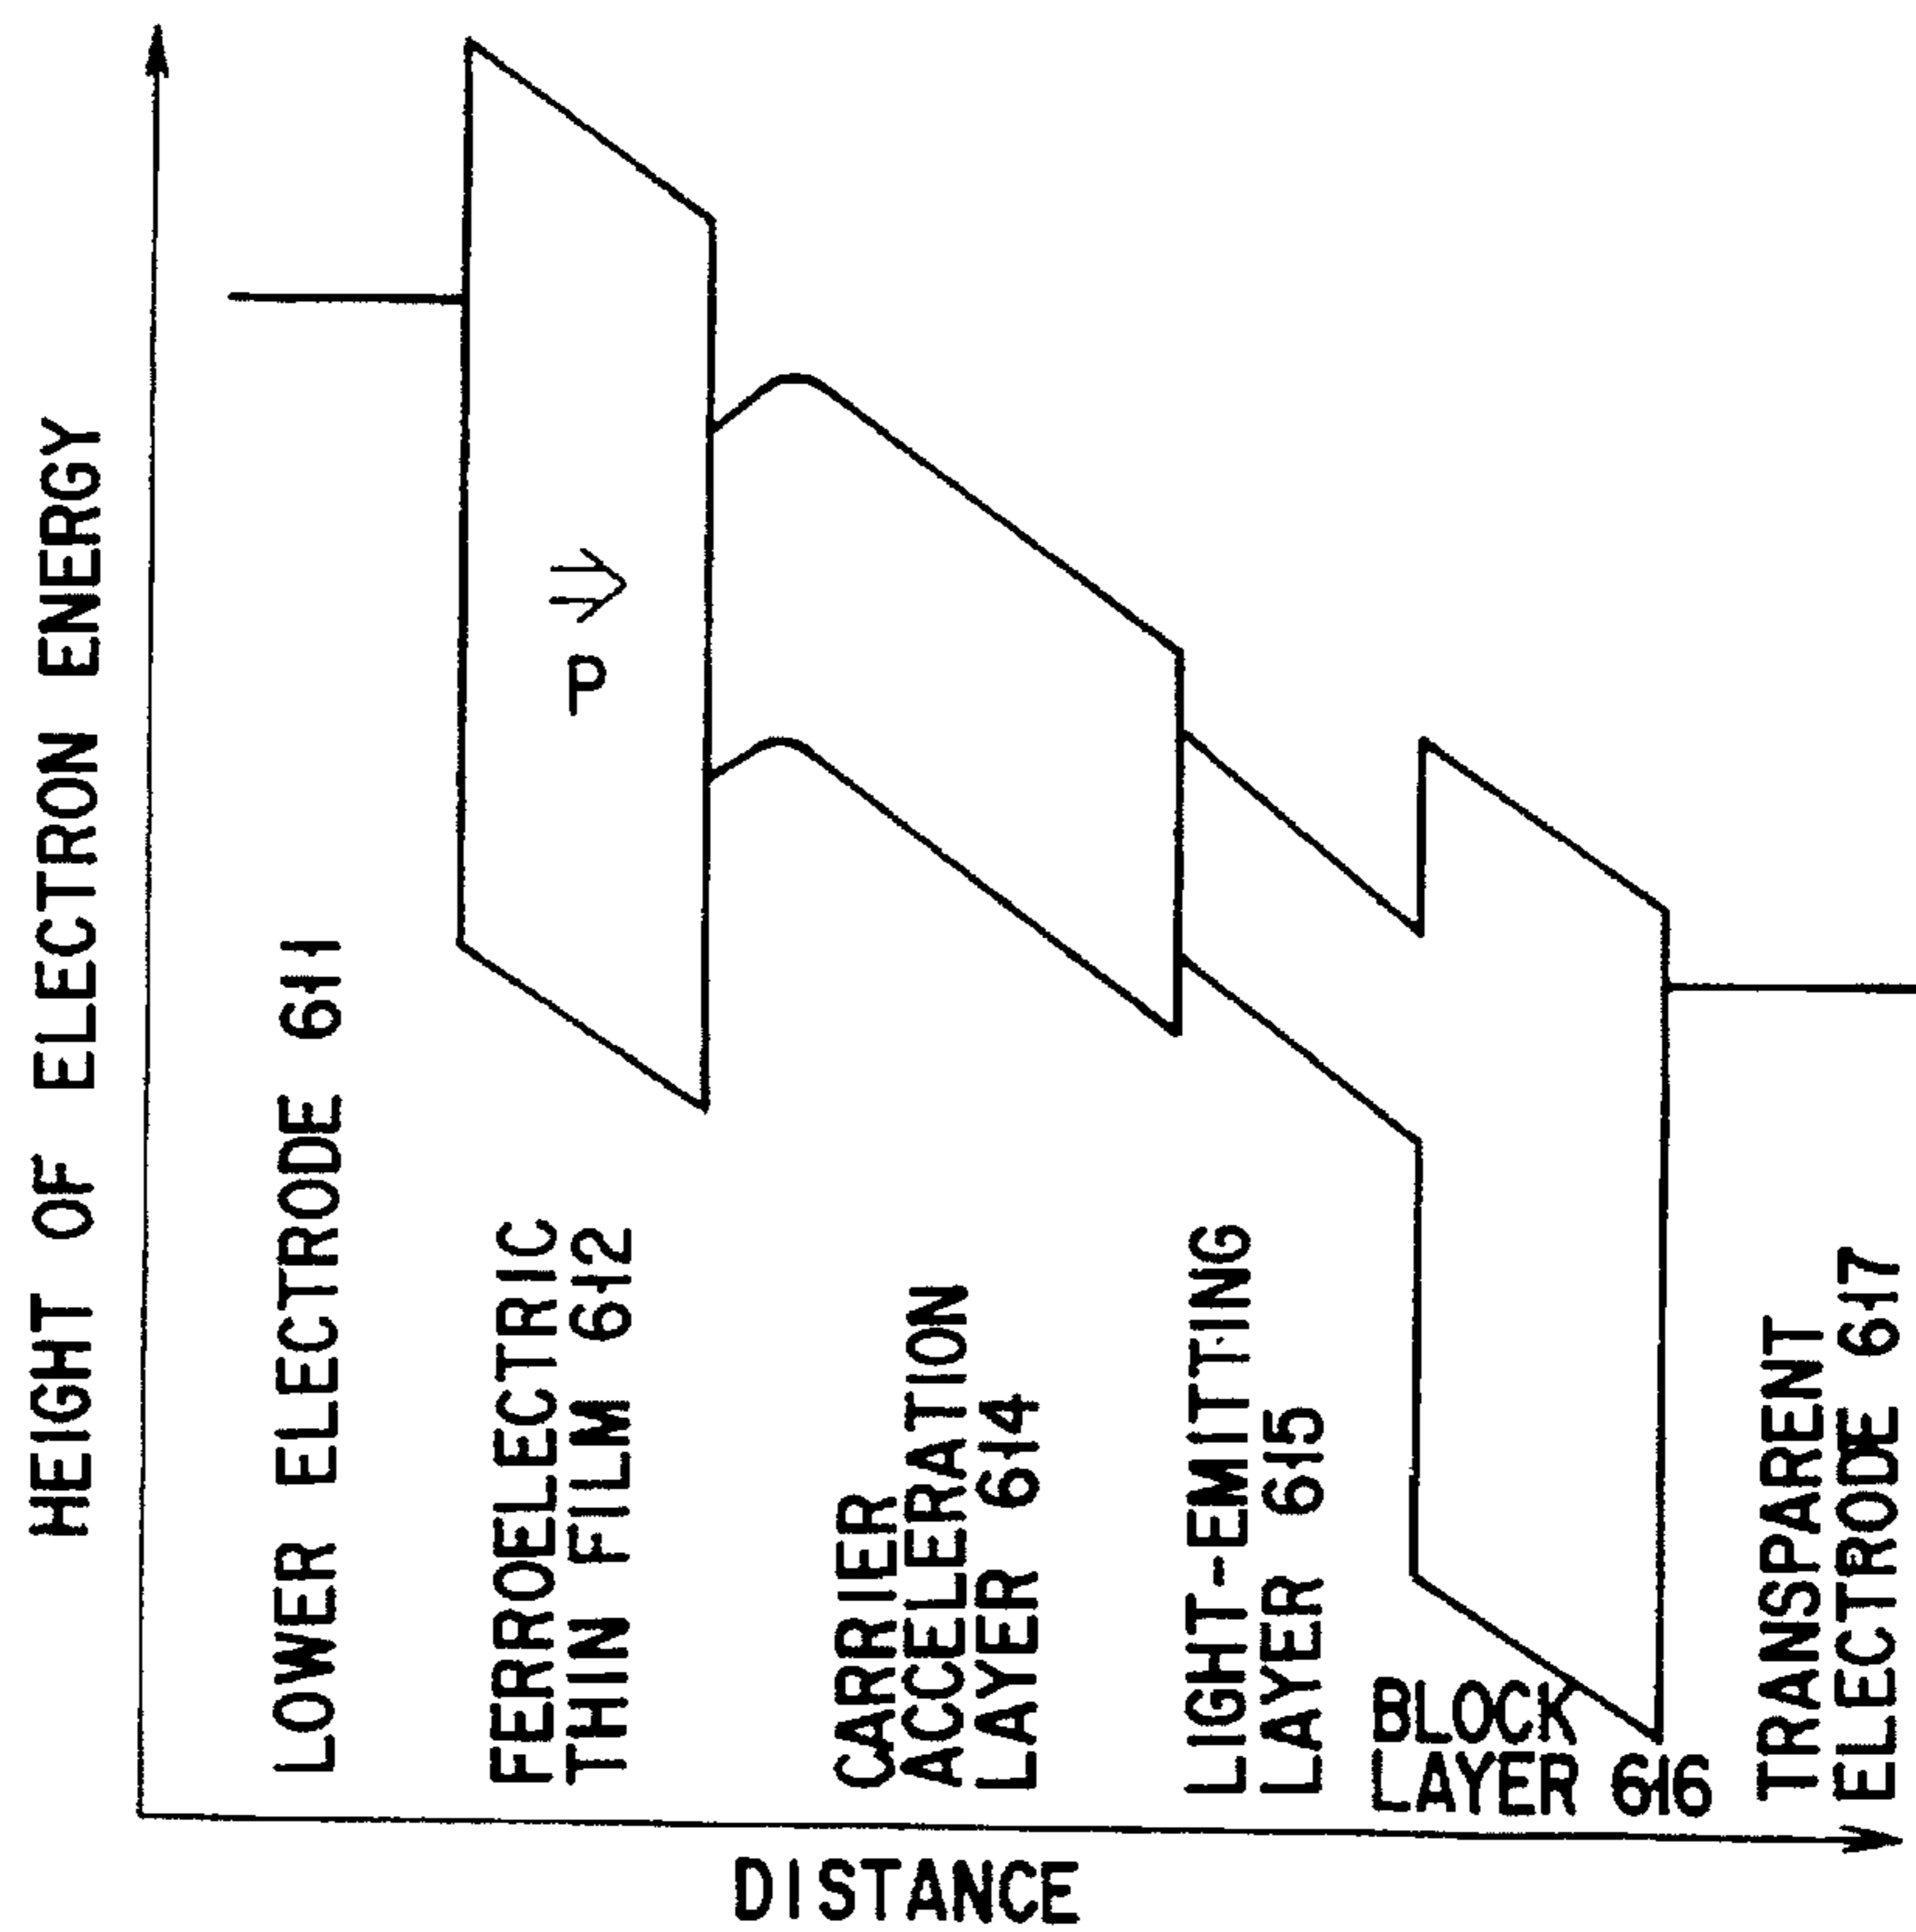 HEIGHT OF ELECTRON ENERGY
LOWER ELECTRODE 611
FERROELECTRIC
THIN FILM 612
P
CARRIER
ACCELERATION
LAYER 614
LIGHT-EMITTING
LAYER 615
BLOCK
LAYER 616
TRANSPARENT
ELECTRODE 617
DISTANCE